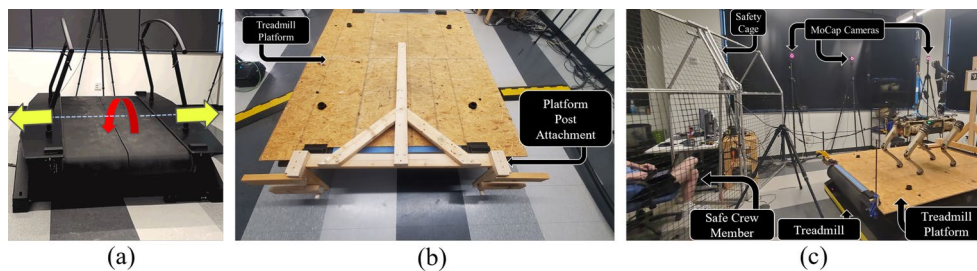 Treadmill
Platform
Platform
Post
Attachment
Safety
Cage
MoCap Cameras
Safe Crew
Member
Treadmill
Treadmill
Platform
(a)
(b)
(c)